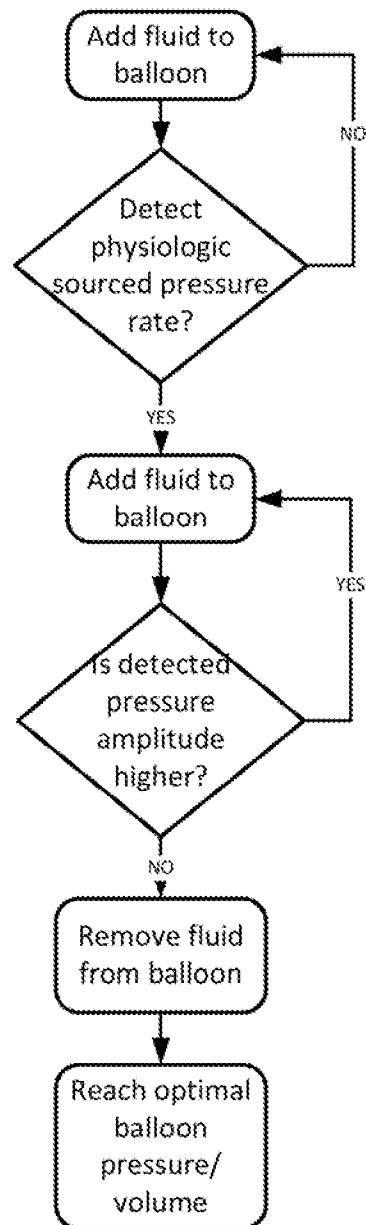 Add fluid to
balloon
NO
Detect
physiologic
sourced pressure
rate?
YES
Add fluid to
balloon
YES
Is detected
pressure
amplitude
higher?
NO
Remove fluid
from balloon
Reach optimal
balloon
pressure/
volume